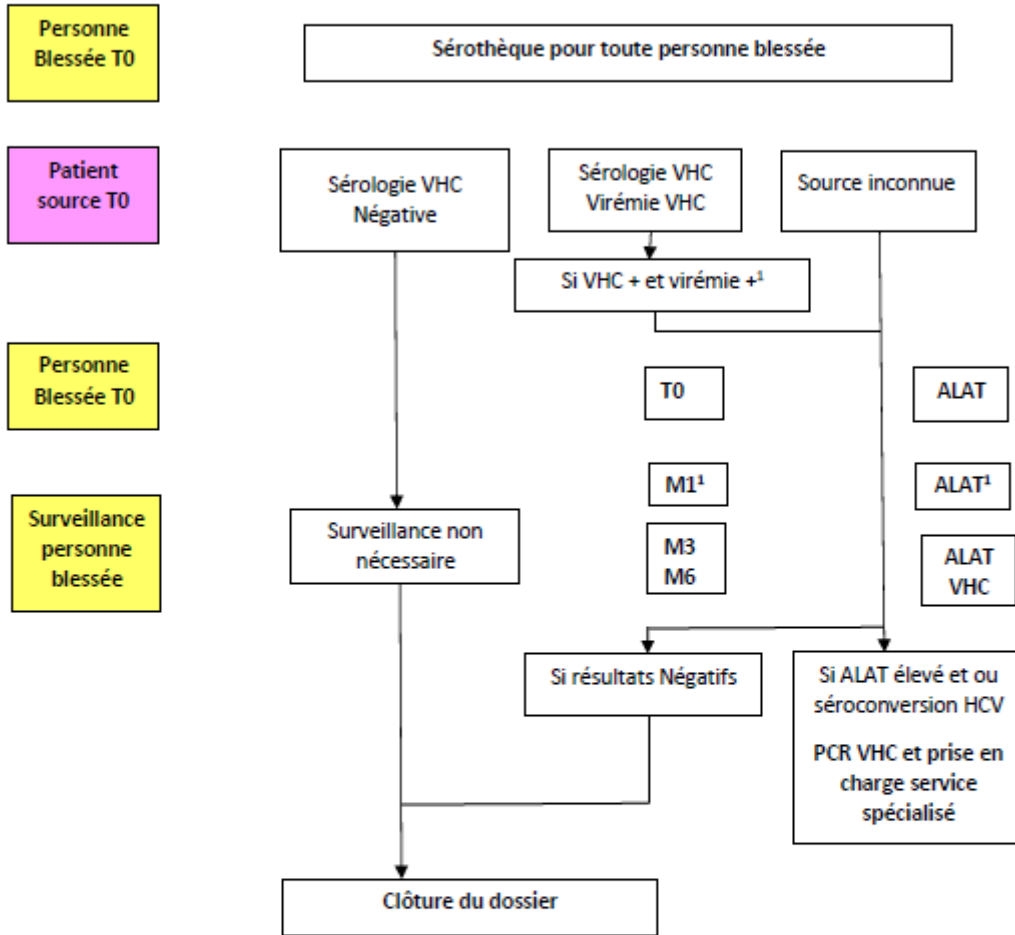 Personne
Blessée T0
Sérothèque pour toute personne blessée
Patient
source T0
Sérologie VHC
Négative
Sérologie VHC
Virémie VHC
Source inconnue
Si VHC + et virémie +¹
Personne
Blessée T0
T0
ALAT
M1¹
ALAT¹
Surveillance
personne
blessée
Surveillance non
nécessaire
M3
M6
ALAT
VHC
Si résultats Négatifs
Si ALAT élevé et ou
séroconversion HCV
PCR VHC et prise en
charge service
spécialisé
Clôture du dossier